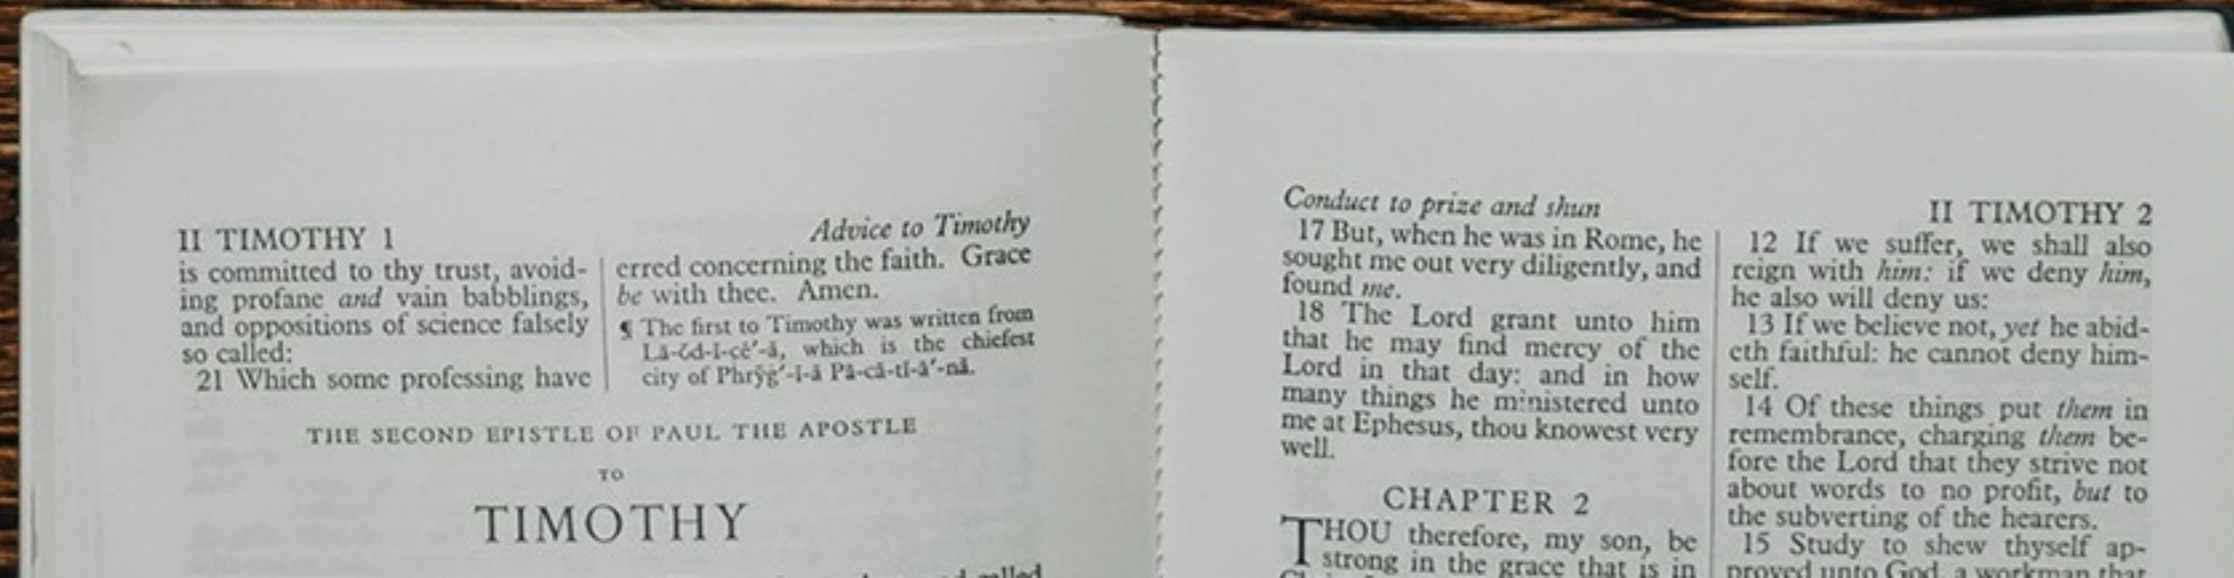 II TIMOTHY 1
Advice to Timothy
is committed to thy trust, avoid-
ing profane and vain babblings,
and oppositions of science falsely
so called:
21 Which some professing have
erred concerning the faith. Grace
be with thee. Amen.
¶ The first to Timothy was written from
Lā-ŏd-ĭ-cē′-ȧ, which is the chiefest
city of Phrўġ′-ĭ-ȧ Pā-cȧ-tĭ-ā′-nȧ.
THE SECOND EPISTLE OF PAUL THE APOSTLE
TO
TIMOTHY
Conduct to prize and shun
II TIMOTHY 2
17 But, when he was in Rome, he
sought me out very diligently, and
found me.
18 The Lord grant unto him
that he may find mercy of the
Lord in that day: and in how
many things he ministered unto
me at Ephesus, thou knowest very
well.
CHAPTER 2
THOU therefore, my son, be
strong in the grace that is in
12 If we suffer, we shall also
reign with him: if we deny him,
he also will deny us:
13 If we believe not, yet he abid-
eth faithful: he cannot deny him-
self.
14 Of these things put them in
remembrance, charging them be-
fore the Lord that they strive not
about words to no profit, but to
the subverting of the hearers.
15 Study to shew thyself ap-
proved unto God, a workman that